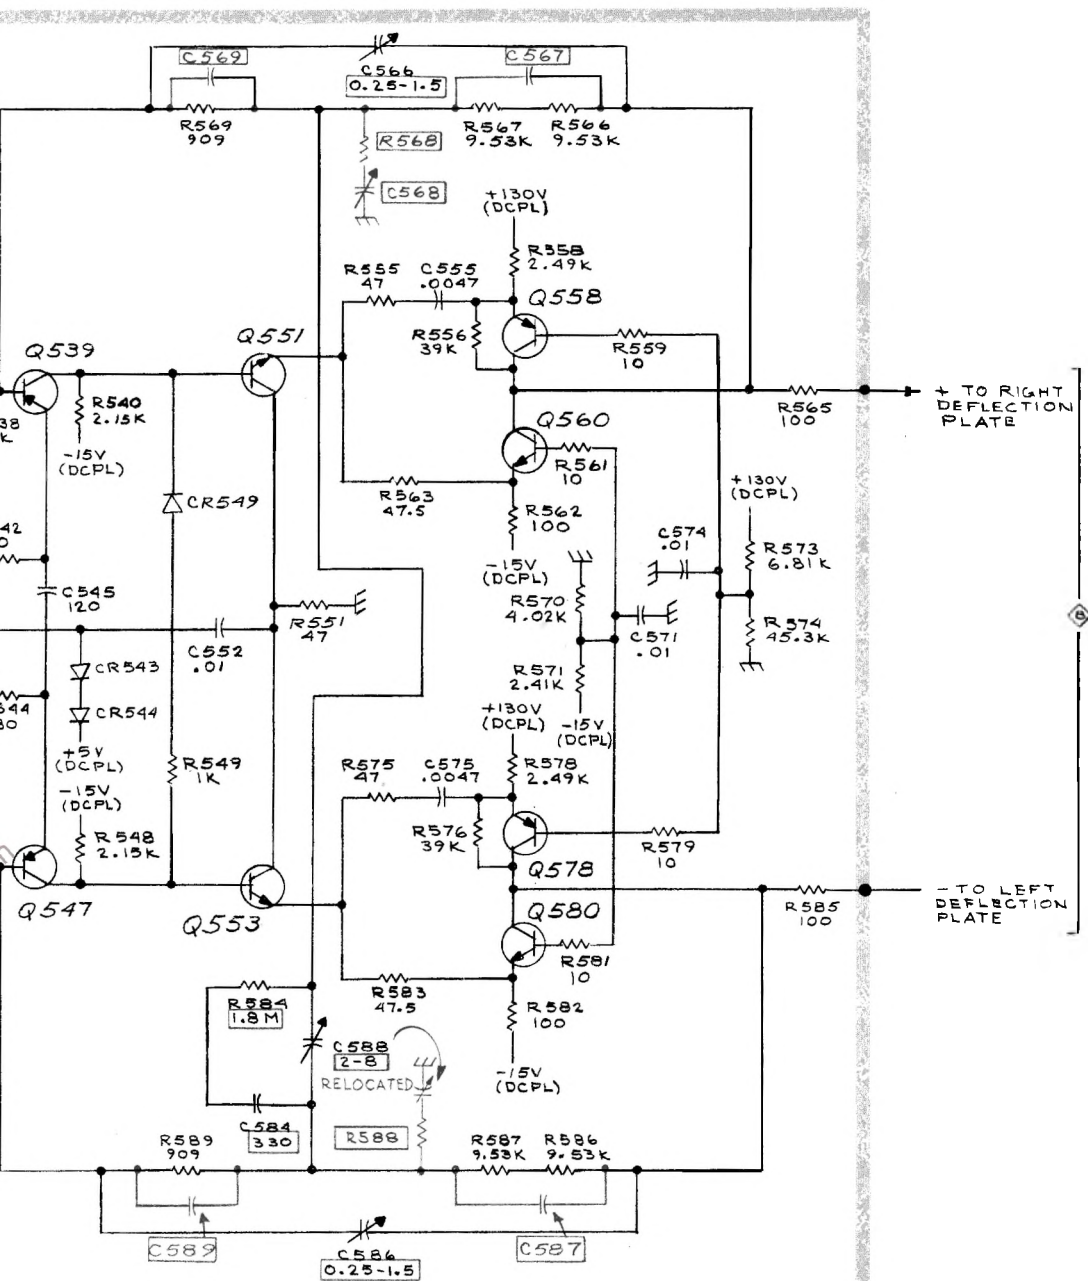 C569
C567
C566
0.25-1.5
R569
909
R567
9.53K
R566
9.53K
R568
C568
+130V
(DCPL)
R558
2.49K
R555
47
C555
.0047
Q558
Q551
R556
39K
R559
10
Q539
R540
2.15K
38
K
-15V
(DCPL)
R565
100
+ TO RIGHT
DEFLECTION
PLATE
Q560
R561
10
CR549
R563
47.5
R562
100
+130V
(DCPL)
C574
.01
R573
6.81K
42
0
-15V
(DCPL)
R570
4.02K
C545
120
R551
47
C571
.01
R574
45.3K
8
C552
.01
CR543
R571
2.41K
544
30
CR544
+130V
(DCPL)
-15V
(DCPL)
+5V
(DCPL)
R549
1K
R575
47
C575
.0047
R578
2.49K
-15V
(DCPL)
R548
2.15K
R576
39K
R579
10
Q578
Q547
Q553
Q580
R585
100
- TO LEFT
DEFLECTION
PLATE
R581
10
R584
1.8M
R583
47.5
R582
100
C588
2-8
RELOCATED
-15V
(DCPL)
C584
330
R588
R589
909
R587
9.53K
R586
9.53K
C589
C586
0.25-1.5
C587